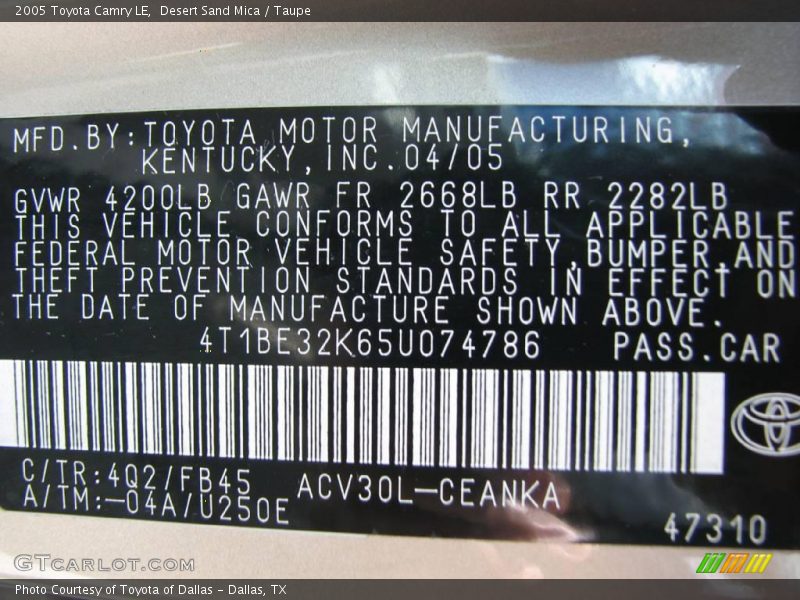 2005 Toyota Camry LE, Desert Sand Mica / Taupe
MFD.BY:TOYOTA MOTOR MANUFACTURING,
KENTUCKY,INC.04/05
GVWR 4200LB GAWR FR 2668LB RR 2282LB
THIS VEHICLE CONFORMS TO ALL APPLICABLE
FEDERAL MOTOR VEHICLE SAFETY,BUMPER,AND
THEFT PREVENTION STANDARDS IN EFFECT ON
THE DATE OF MANUFACTURE SHOWN ABOVE.
4T1BE32K65U074786 PASS.CAR
C/TR:4Q2/FB45 ACV30L-CEANKA
A/TM:-04A/U250E
47310
GTCARLOT.COM
Photo Courtesy of Toyota of Dallas - Dallas, TX